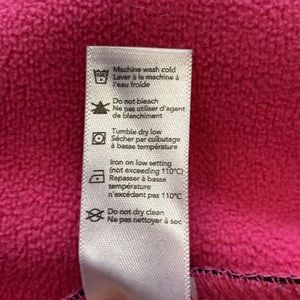 Machine wash cold
Laver à la machine à
l'eau froide
Do not bleach
Ne pas utiliser d'agent
de blanchiment
Tumble dry low
Sécher par culbutage
à basse température
Iron on low setting
(not exceeding 110°C)
Repasser à basse
température
n'excédant pas 110°C
Do not dry clean
Ne pas nettoyer à sec